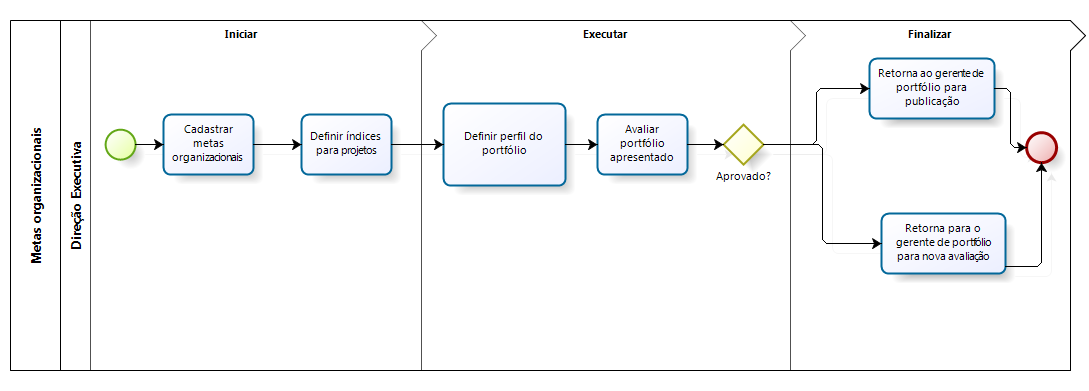 Metas organizacionais
Direção Executiva
Iniciar
Executar
Finalizar
Cadastrar
metas
organizacionais
Definir índices
para projetos
Definir perfil do
portfólio
Avaliar
portfólio
apresentado
Aprovado?
Retorna ao gerente de
portfólio para
publicação
Retorna para o
gerente de portfólio
para nova avaliação